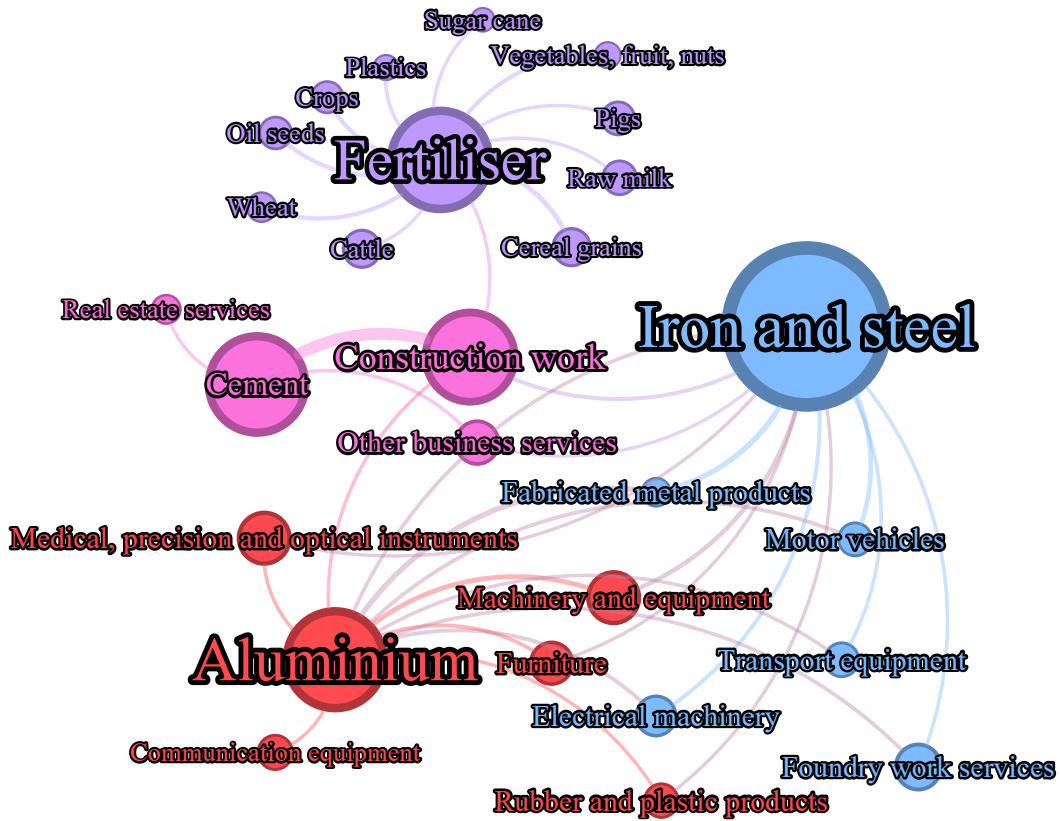 Sugar cane
Vegetables, fruit, nuts
Plastics
Crops
Pigs
Oil seeds
Fertiliser
Raw milk
Wheat
Cattle
Cereal grains
Real estate services
Iron and steel
Construction work
Cement
Other business services
Fabricated metal products
Medical, precision and optical instruments
Motor vehicles
Machinery and equipment
Aluminium
Furniture
Transport equipment
Electrical machinery
Communication equipment
Foundry work services
Rubber and plastic products